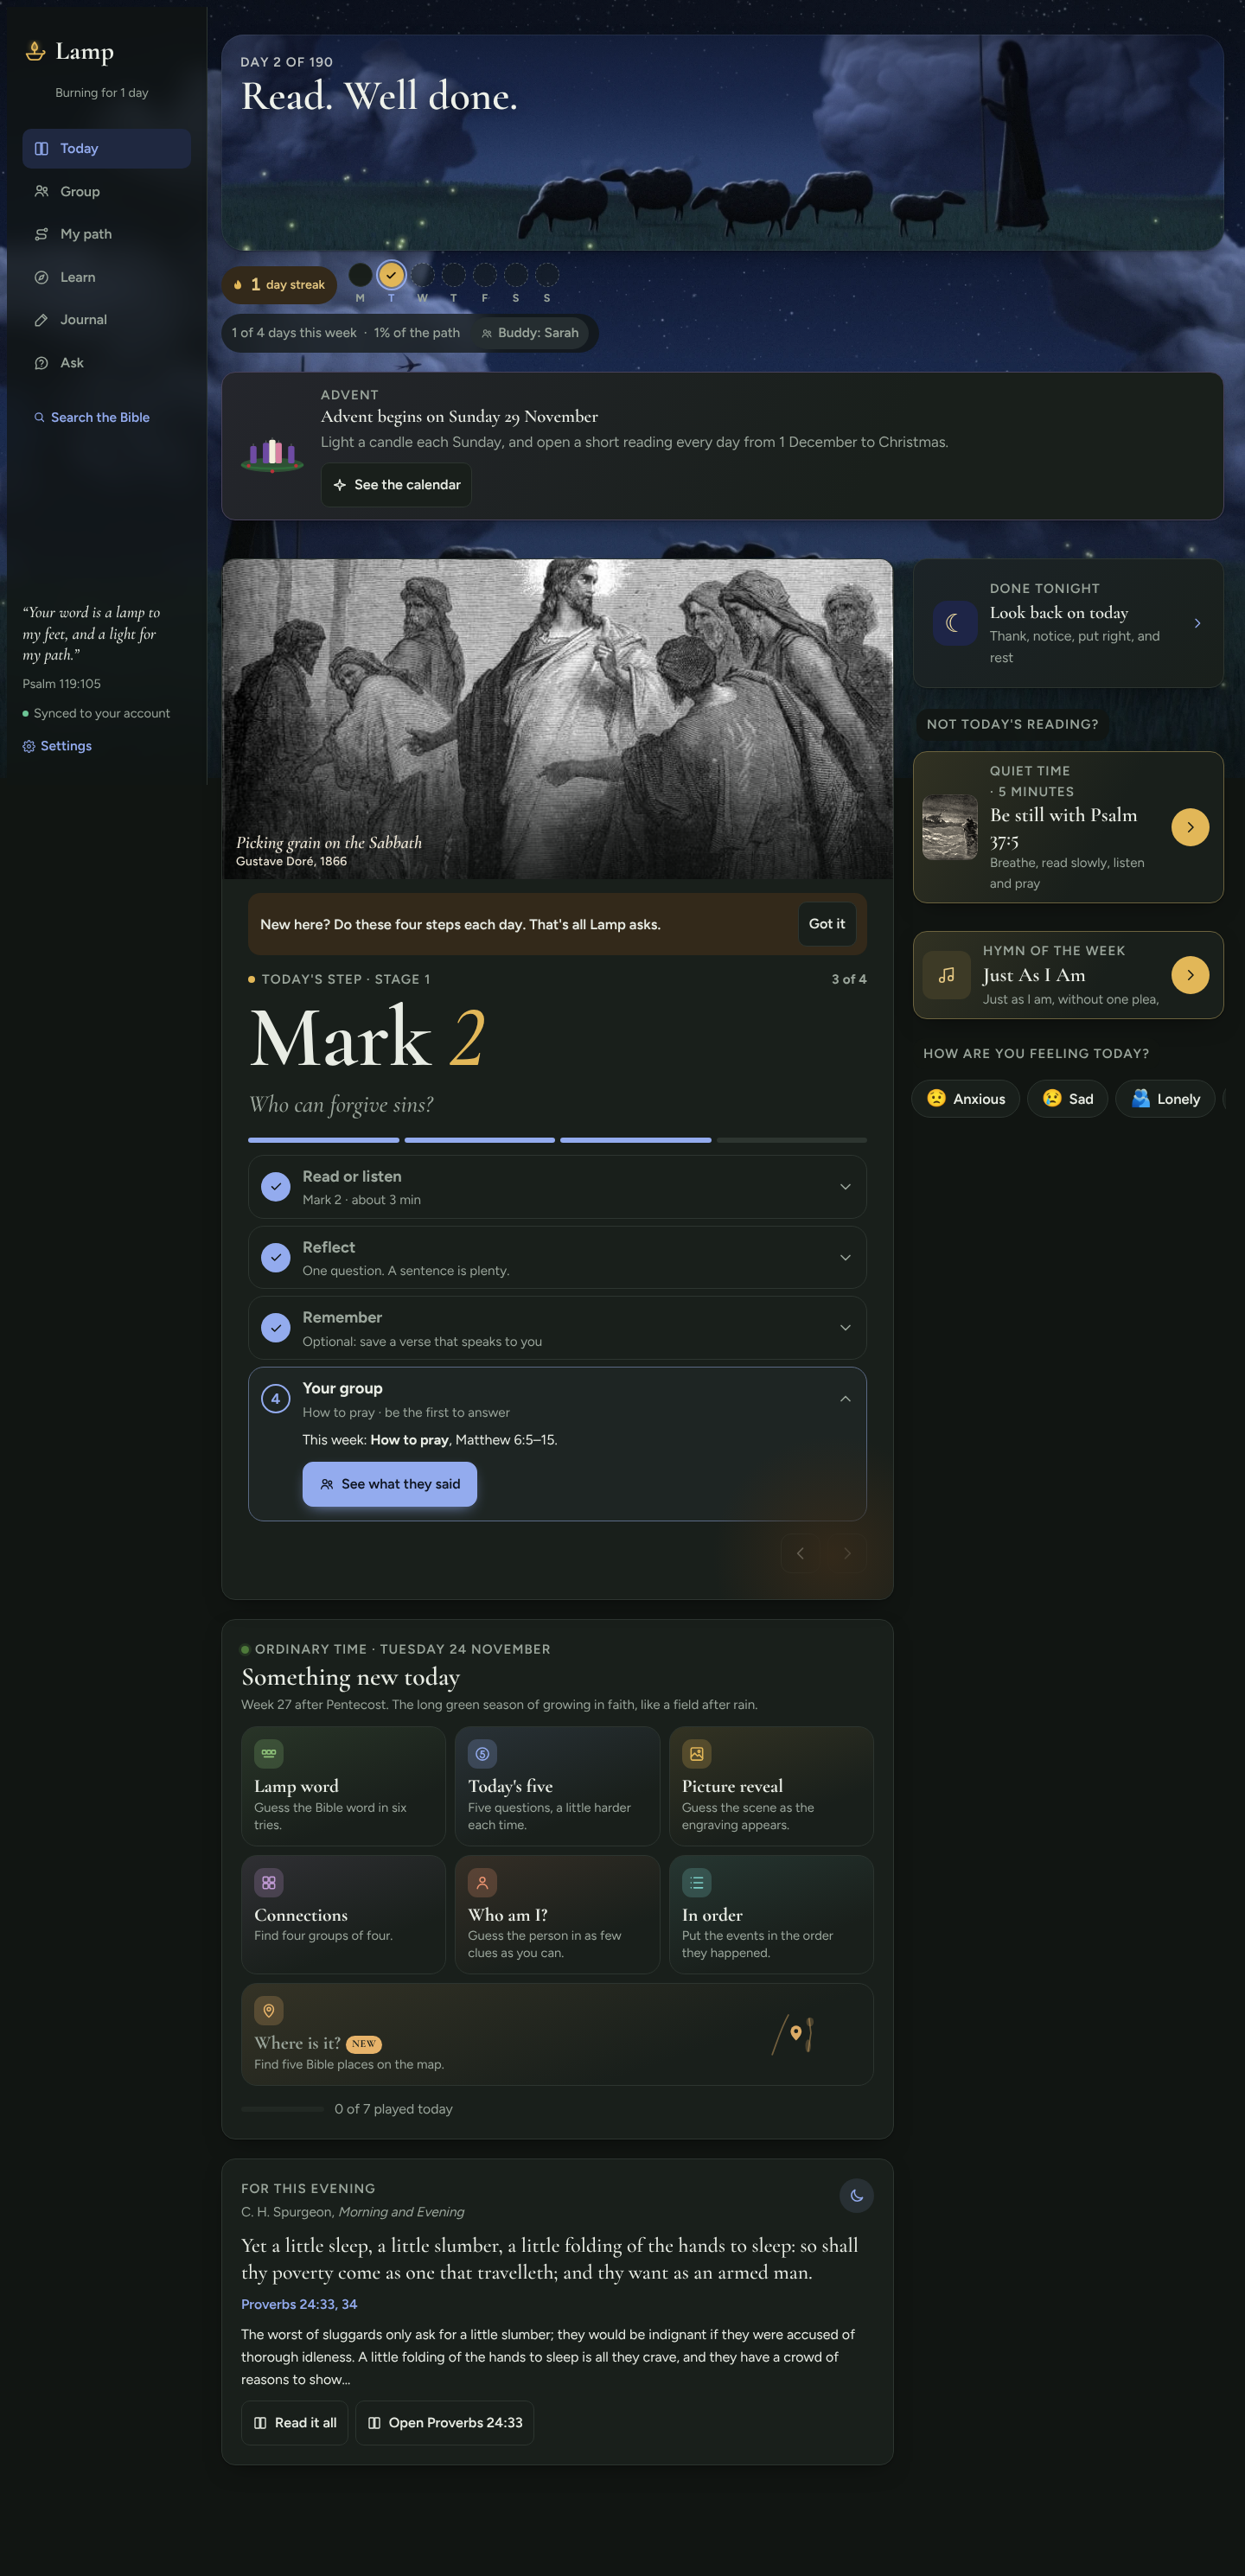 Lamp
Burning for 1 day
Today
Group
My path
Learn
Journal
Ask
Search the Bible
“Your word is a lamp to
my feet, and a light for
my path.”
Psalm 119:105
Synced to your account
Settings
DAY 2 OF 190
Read. Well done.
1 day streak
M T W T F S S
1 of 4 days this week · 1% of the path Buddy: Sarah
ADVENT
Advent begins on Sunday 29 November
Light a candle each Sunday, and open a short reading every day from 1 December to Christmas.
See the calendar
Picking grain on the Sabbath
Gustave Doré, 1866
New here? Do these four steps each day. That's all Lamp asks.
Got it
TODAY'S STEP · STAGE 1
3 of 4
Mark 2
Who can forgive sins?
Read or listen
Mark 2 · about 3 min
Reflect
One question. A sentence is plenty.
Remember
Optional: save a verse that speaks to you
4
Your group
How to pray · be the first to answer
This week: How to pray, Matthew 6:5–15.
See what they said
DONE TONIGHT
Look back on today
Thank, notice, put right, and
rest
NOT TODAY'S READING?
QUIET TIME
· 5 MINUTES
Be still with Psalm
37:5
Breathe, read slowly, listen
and pray
HYMN OF THE WEEK
Just As I Am
Just as I am, without one plea,
HOW ARE YOU FEELING TODAY?
Anxious
Sad
Lonely
ORDINARY TIME · TUESDAY 24 NOVEMBER
Something new today
Week 27 after Pentecost. The long green season of growing in faith, like a field after rain.
Lamp word
Guess the Bible word in six
tries.
5
Today's five
Five questions, a little harder
each time.
Picture reveal
Guess the scene as the
engraving appears.
Connections
Find four groups of four.
Who am I?
Guess the person in as few
clues as you can.
In order
Put the events in the order
they happened.
Where is it? NEW
Find five Bible places on the map.
0 of 7 played today
FOR THIS EVENING
C. H. Spurgeon, Morning and Evening
Yet a little sleep, a little slumber, a little folding of the hands to sleep: so shall
thy poverty come as one that travelleth; and thy want as an armed man.
Proverbs 24:33, 34
The worst of sluggards only ask for a little slumber; they would be indignant if they were accused of
thorough idleness. A little folding of the hands to sleep is all they crave, and they have a crowd of
reasons to show…
Read it all
Open Proverbs 24:33